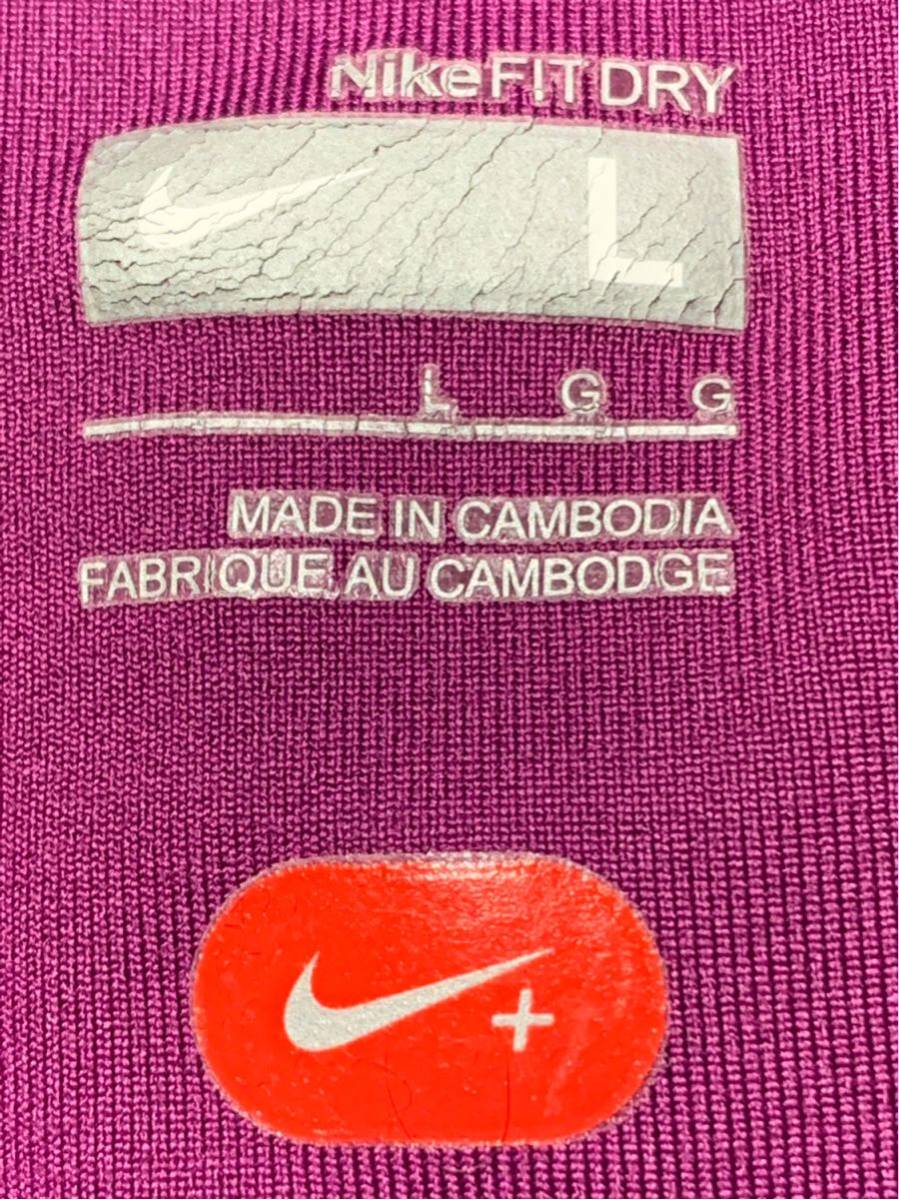 NikeFIT DRY
L
L G G
MADE IN CAMBODIA
FABRIQUE AU CAMBODGE
+